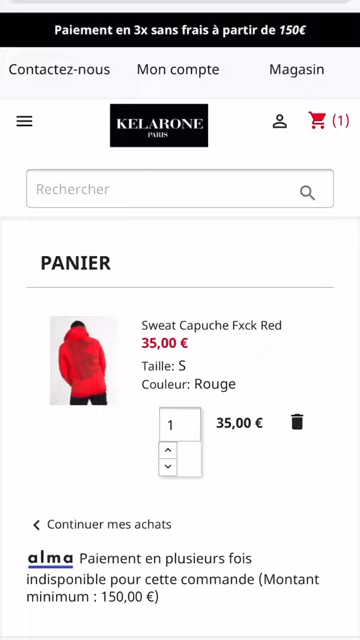 Paiement en 3x sans frais à partir de 150€
Contactez-nous Mon compte Magasin
KELARONE
PARIS
(1)
Rechercher
PANIER
Sweat Capuche Fxck Red
35,00 €
Taille: S
Couleur: Rouge
1 35,00 €
Continuer mes achats
alma Paiement en plusieurs fois
indisponible pour cette commande (Montant
minimum : 150,00 €)